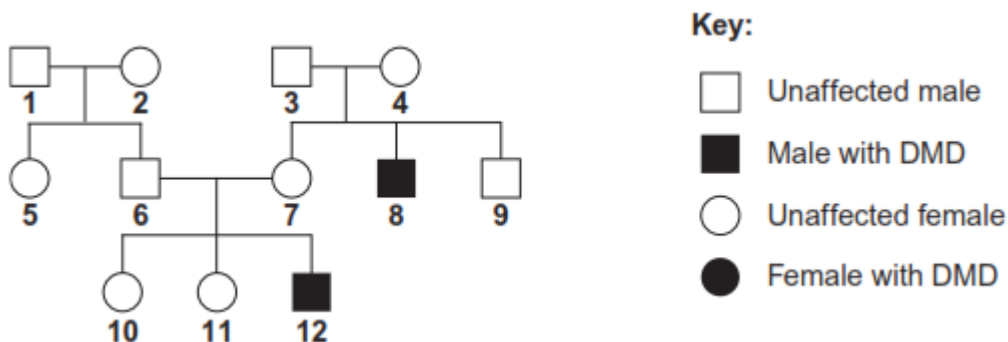 Key:
1 2 3 4
Unaffected male
Male with DMD
5 6 7 8 9
Unaffected female
Female with DMD
10 11 12